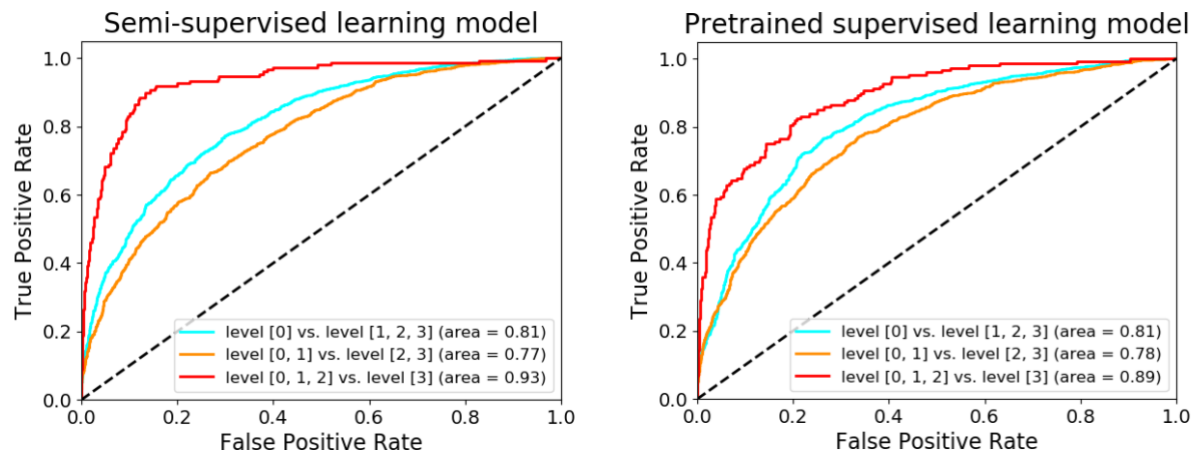 Semi-supervised learning model
1.0
0.8
0.6
0.4
0.2
0.0
True Positive Rate
level [0] vs. level [1, 2, 3] (area = 0.81)
level [0, 1] vs. level [2, 3] (area = 0.77)
level [0, 1, 2] vs. level [3] (area = 0.93)
0.0 0.2 0.4 0.6 0.8 1.0
False Positive Rate
Pretrained supervised learning model
1.0
0.8
0.6
0.4
0.2
0.0
True Positive Rate
level [0] vs. level [1, 2, 3] (area = 0.81)
level [0, 1] vs. level [2, 3] (area = 0.78)
level [0, 1, 2] vs. level [3] (area = 0.89)
0.0 0.2 0.4 0.6 0.8 1.0
False Positive Rate